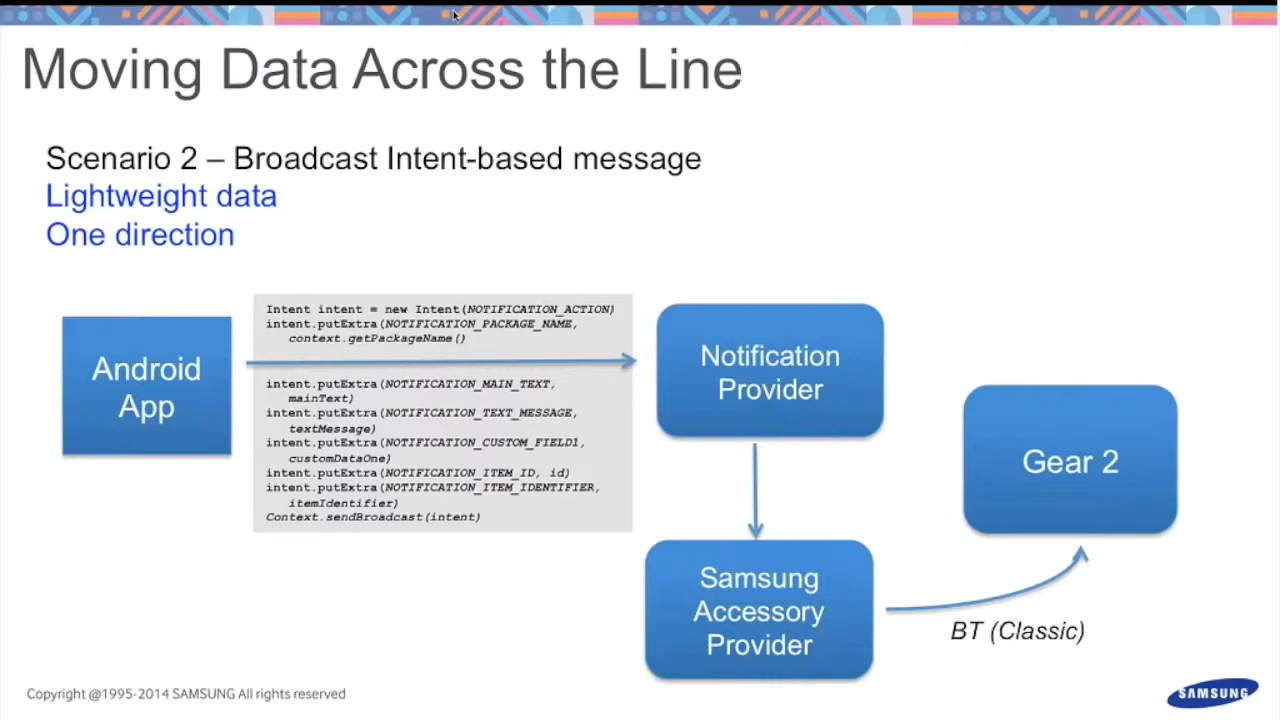 Moving Data Across the Line
Scenario 2 – Broadcast Intent-based message
Lightweight data
One direction
Android
App
Intent intent = new Intent(NOTIFICATION_ACTION)
intent.putExtra(NOTIFICATION_PACKAGE_NAME,
context.getPackageName()
intent.putExtra(NOTIFICATION_MAIN_TEXT,
mainText)
intent.putExtra(NOTIFICATION_TEXT_MESSAGE,
textMessage)
intent.putExtra(NOTIFICATION_CUSTOM_FIELD1,
customDataOne)
intent.putExtra(NOTIFICATION_ITEM_ID, id)
intent.putExtra(NOTIFICATION_ITEM_IDENTIFIER,
itemIdentifier)
Context.sendBroadcast(intent)
Notification
Provider
Gear 2
Samsung
Accessory
Provider
BT (Classic)
Copyright @1995-2014 SAMSUNG All rights reserved
SAMSUNG